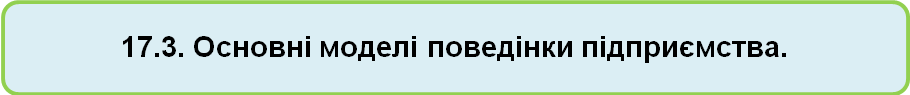 17.3. Основні моделі поведінки підприємства.